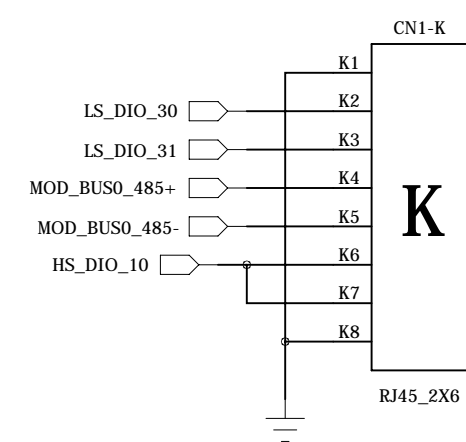 CN1-K
K1
LS_DIO_30 K2
LS_DIO_31 K3
MOD_BUS0_485+ K4
MOD_BUS0_485- K5
K
HS_DIO_10 K6
K7
K8
RJ45_2X6